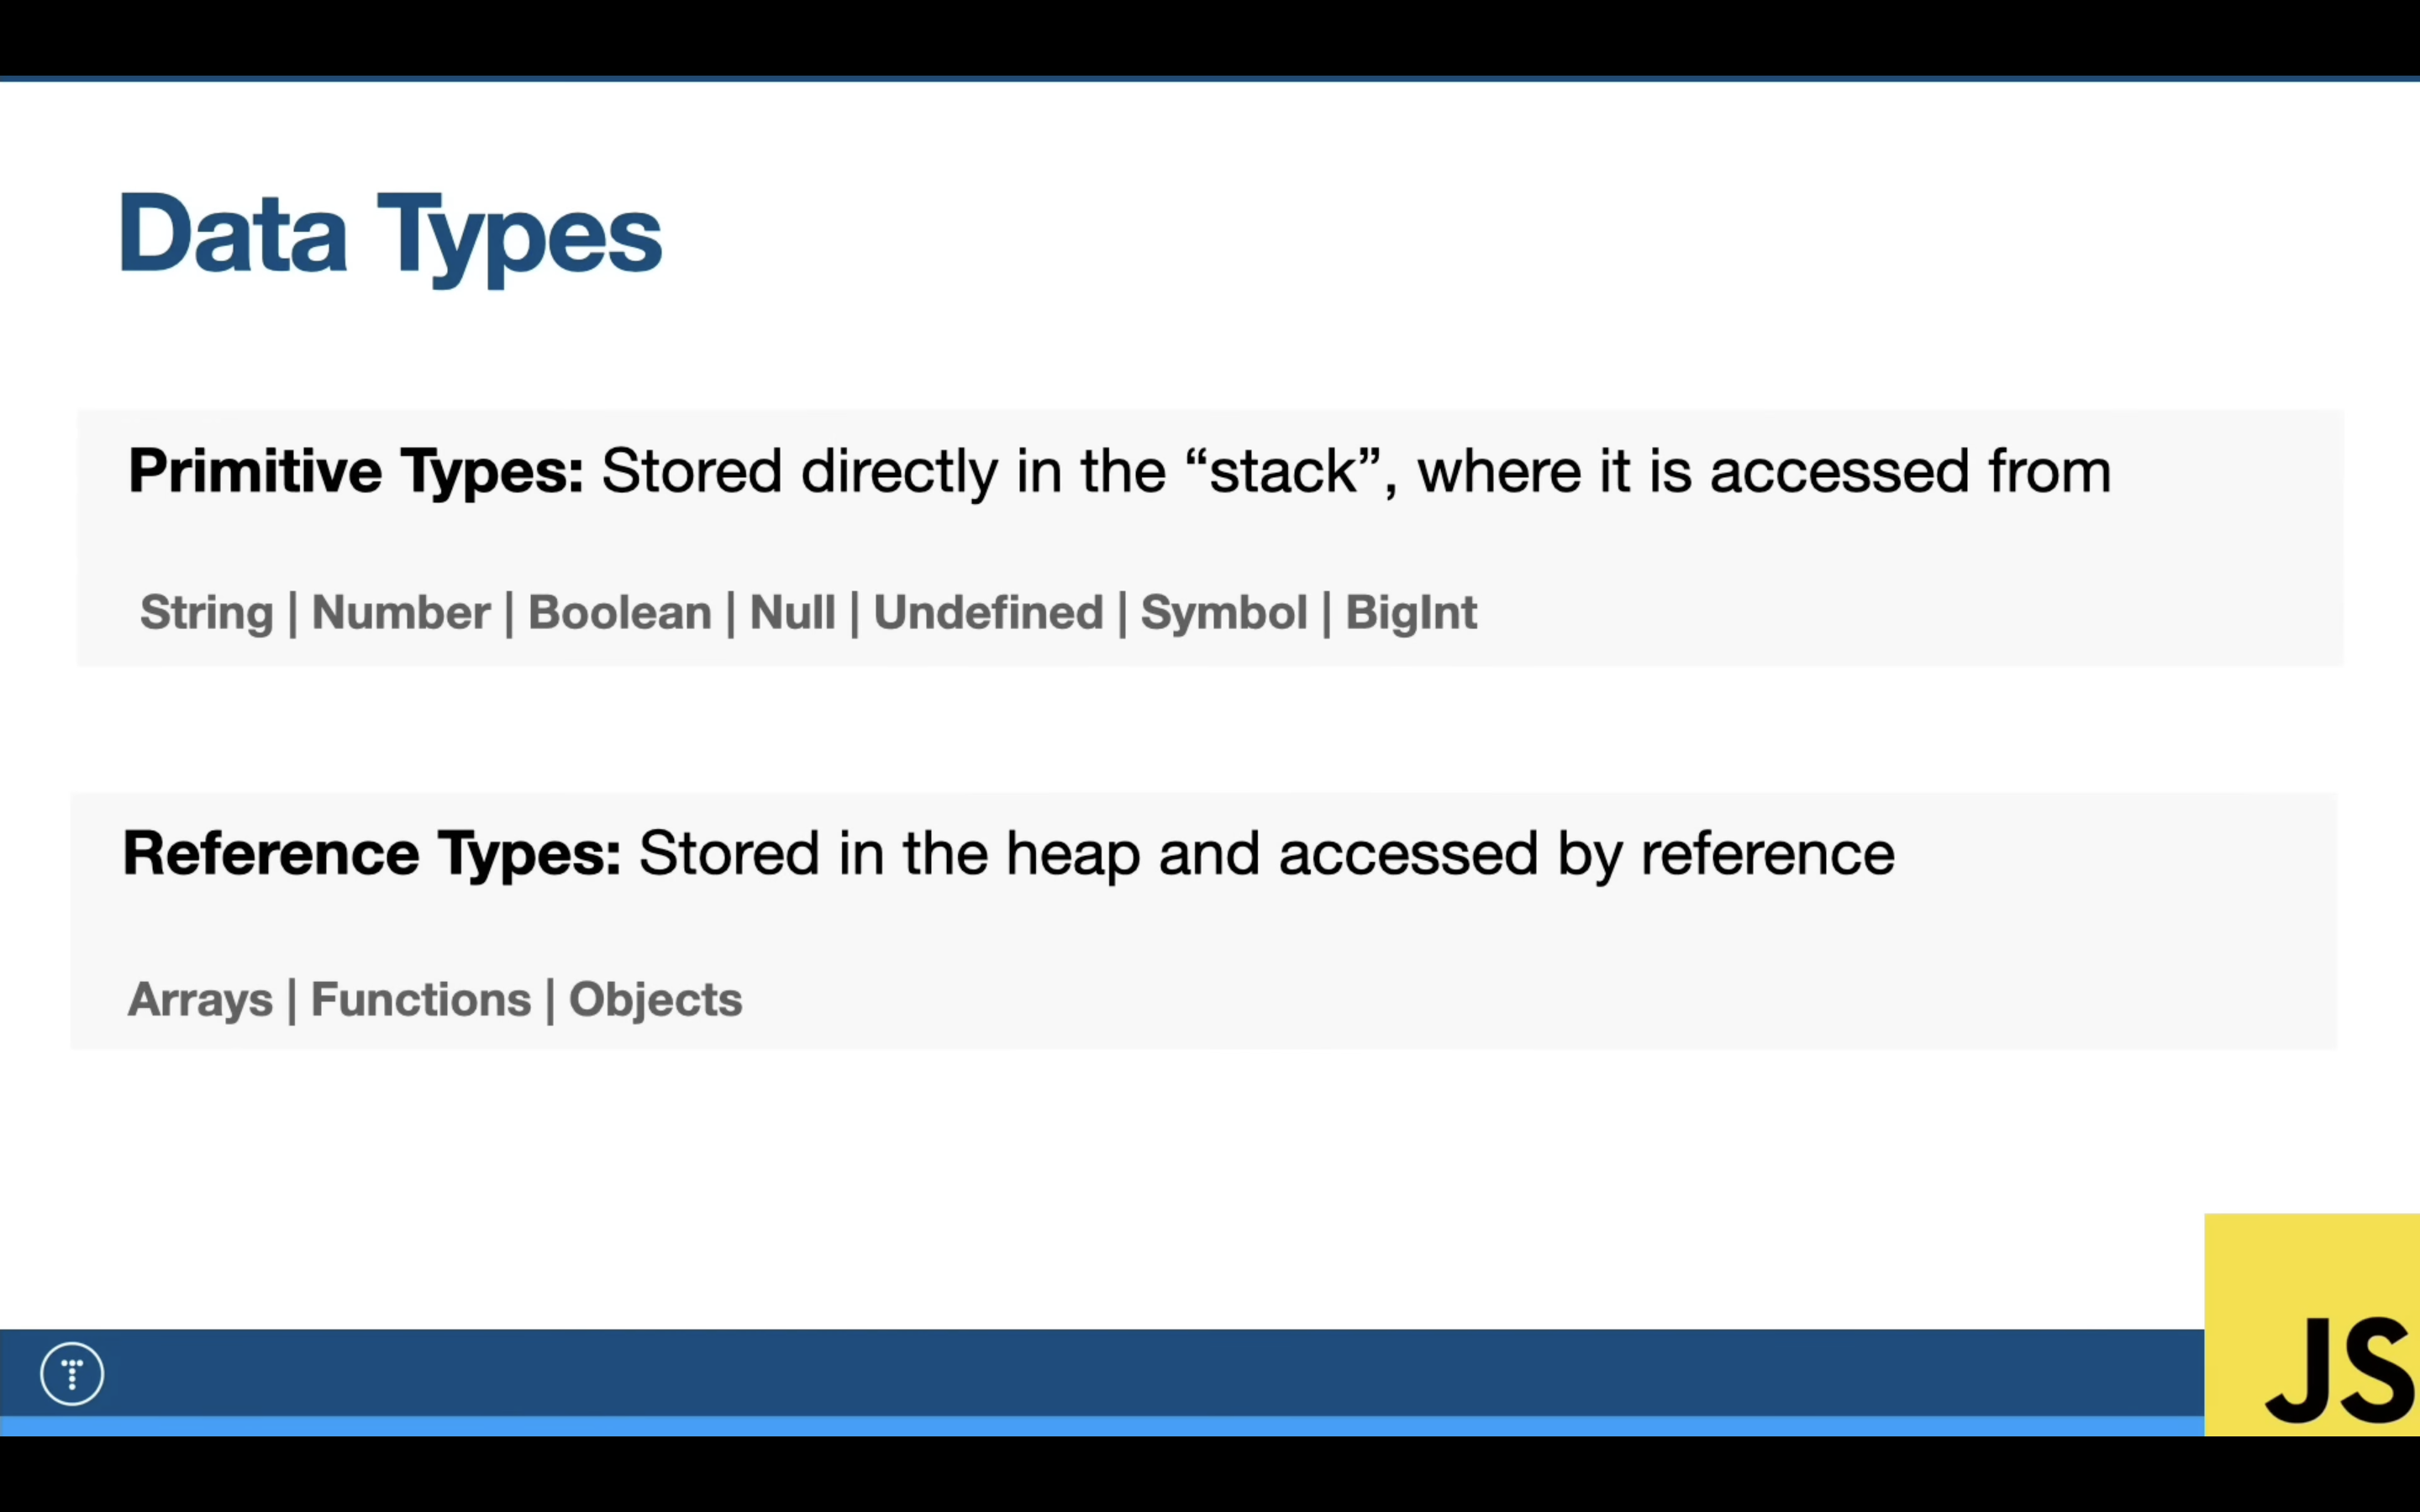 Data Types
Primitive Types: Stored directly in the “stack”, where it is accessed from
String | Number | Boolean | Null | Undefined | Symbol | BigInt
Reference Types: Stored in the heap and accessed by reference
Arrays | Functions | Objects
T
JS